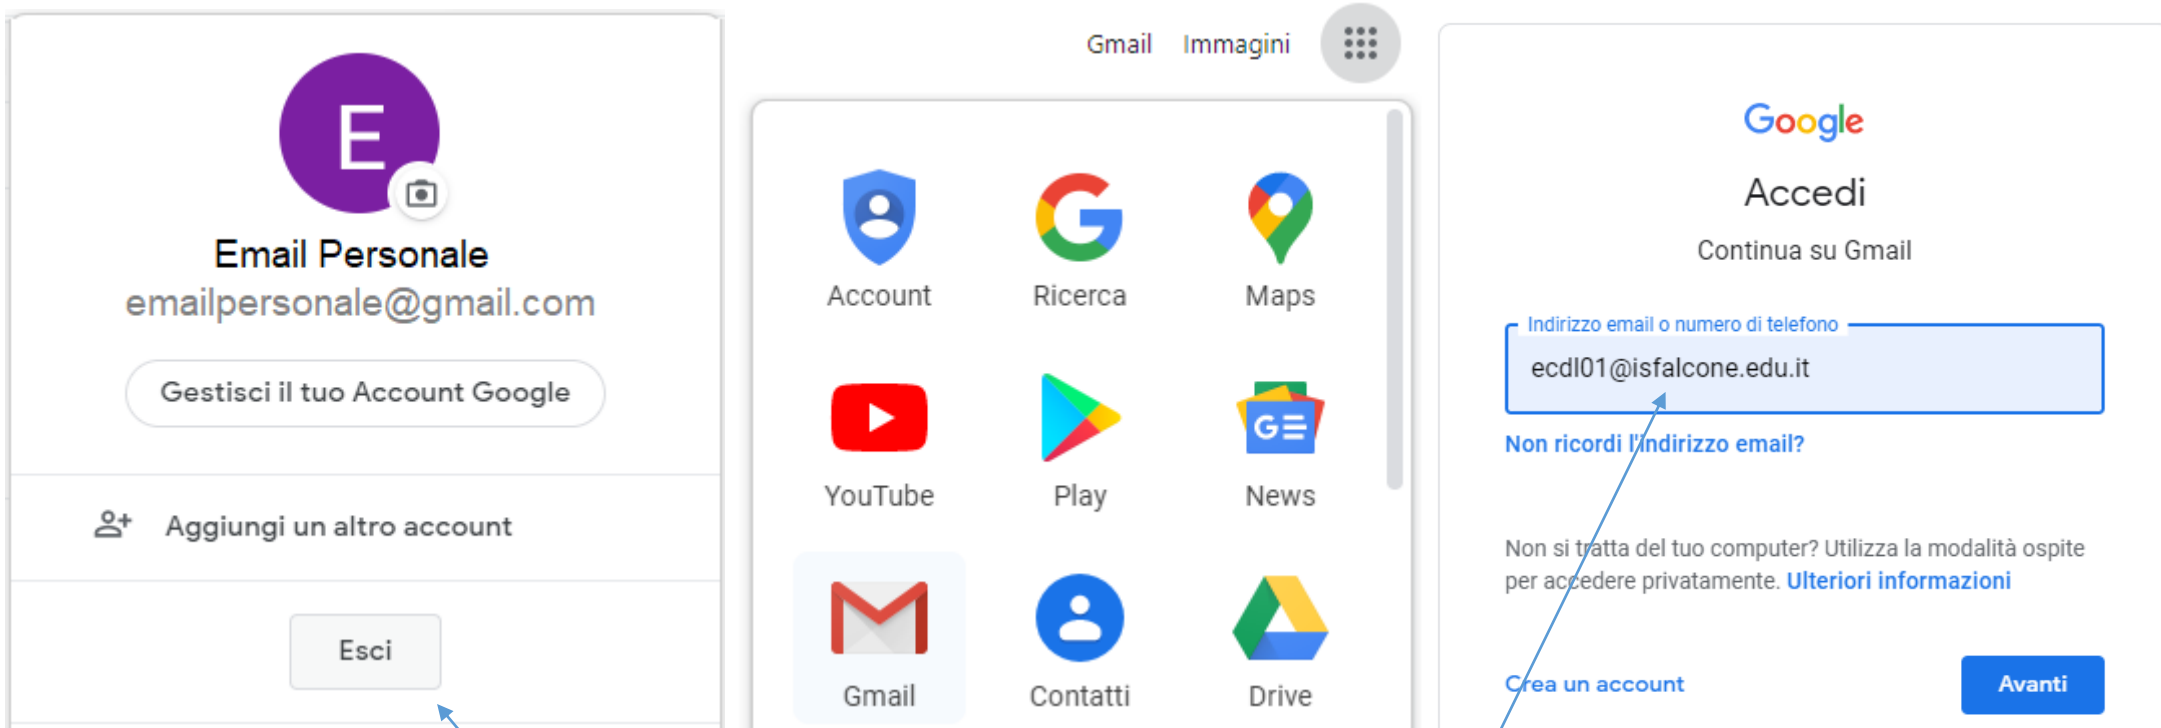 E
Email Personale
emailpersonale@gmail.com
Gestisci il tuo Account Google
Aggiungi un altro account
Esci
Gmail Immagini
Account Ricerca Maps
YouTube Play News
Gmail Contatti Drive
Google
Accedi
Continua su Gmail
Indirizzo email o numero di telefono
ecdl01@isfalcone.edu.it
Non ricordi l'indirizzo email?
Non si tratta del tuo computer? Utilizza la modalità ospite
per accedere privatamente. Ulteriori informazioni
Crea un account Avanti